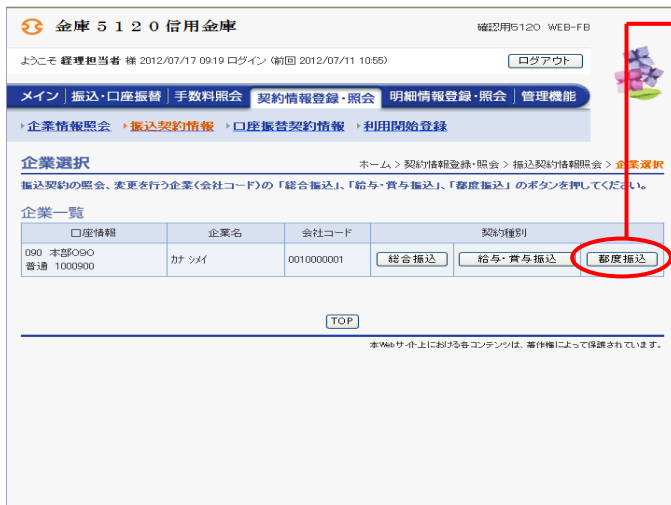 金庫５１２０信用金庫
確認用5120 WEB-FB
ようこそ 経理担当者 様 2012/07/17 09:19 ログイン (前回 2012/07/11 10:55)
ログアウト
メイン 振込・口座振替 手数料照会 契約情報登録・照会 明細情報登録・照会 管理機能
企業情報照会 振込契約情報 口座振替契約情報 利用開始登録
企業選択
ホーム > 契約情報登録・照会 > 振込契約情報照会 > 企業選択
振込契約の照会、変更を行う企業(会社コード)の「総合振込」、「給与・賞与振込」、「都度振込」のボタンを押してください。
企業一覧
口座情報 企業名 会社コード 契約種別
090 本部090 カナ シメイ 0010000001 総合振込 給与・賞与振込 都度振込
普通 1000900
TOP
本Webサイト上における各コンテンツは、著作権によって保護されています。